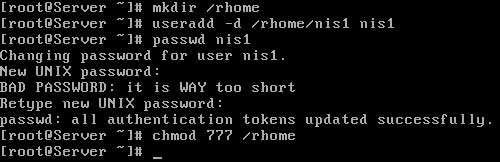 [root@Server ~]# mkdir /rhome
[root@Server ~]# useradd -d /rhome/nis1 nis1
[root@Server ~]# passwd nis1
Changing password for user nis1.
New UNIX password:
BAD PASSWORD: it is WAY too short
Retype new UNIX password:
passwd: all authentication tokens updated successfully.
[root@Server ~]# chmod 777 /rhome
[root@Server ~]# _